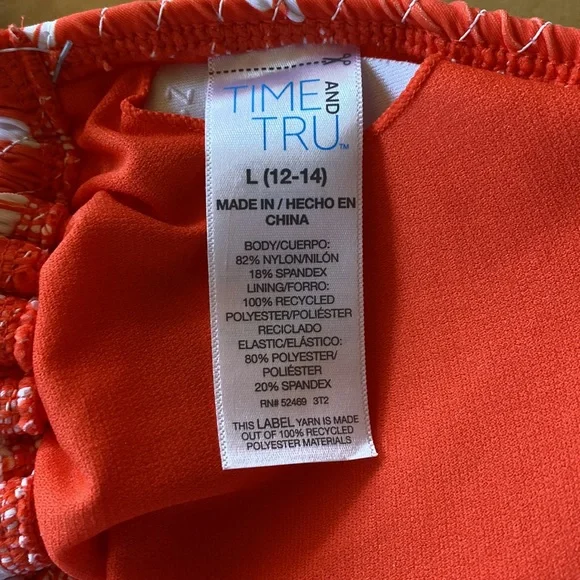 TIME AND
TRU™
L (12-14)
MADE IN / HECHO EN
CHINA
BODY/CUERPO:
82% NYLON/NILÓN
18% SPANDEX
LINING/FORRO:
100% RECYCLED
POLYESTER/POLIÉSTER
RECICLADO
ELASTIC/ELÁSTICO:
80% POLYESTER/
POLIÉSTER
20% SPANDEX
RN# 52469 3T2
THIS LABEL YARN IS MADE
OUT OF 100% RECYCLED
POLYESTER MATERIALS